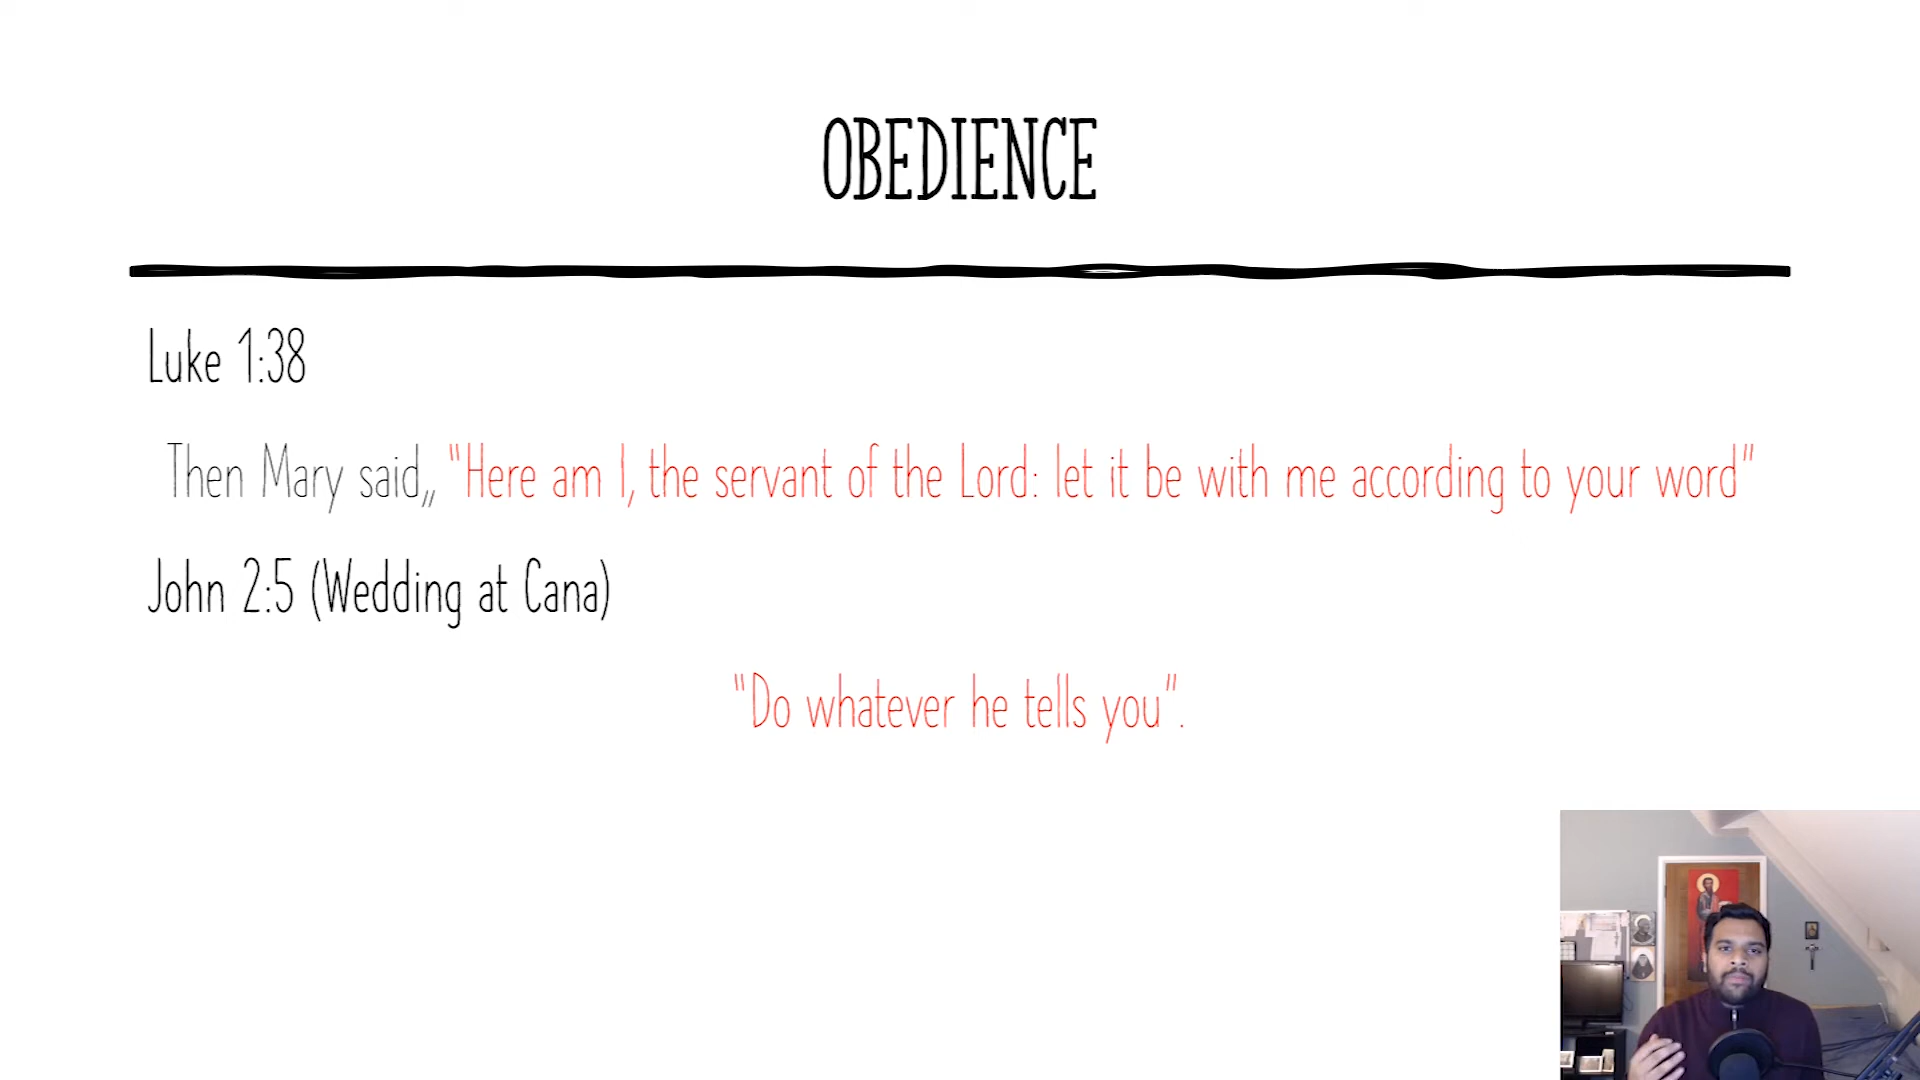 OBEDIENCE
Luke 1:38
Then Mary said,, “Here am I, the servant of the Lord: let it be with me according to your word”
John 2:5 (Wedding at Cana)
“Do whatever he tells you”.